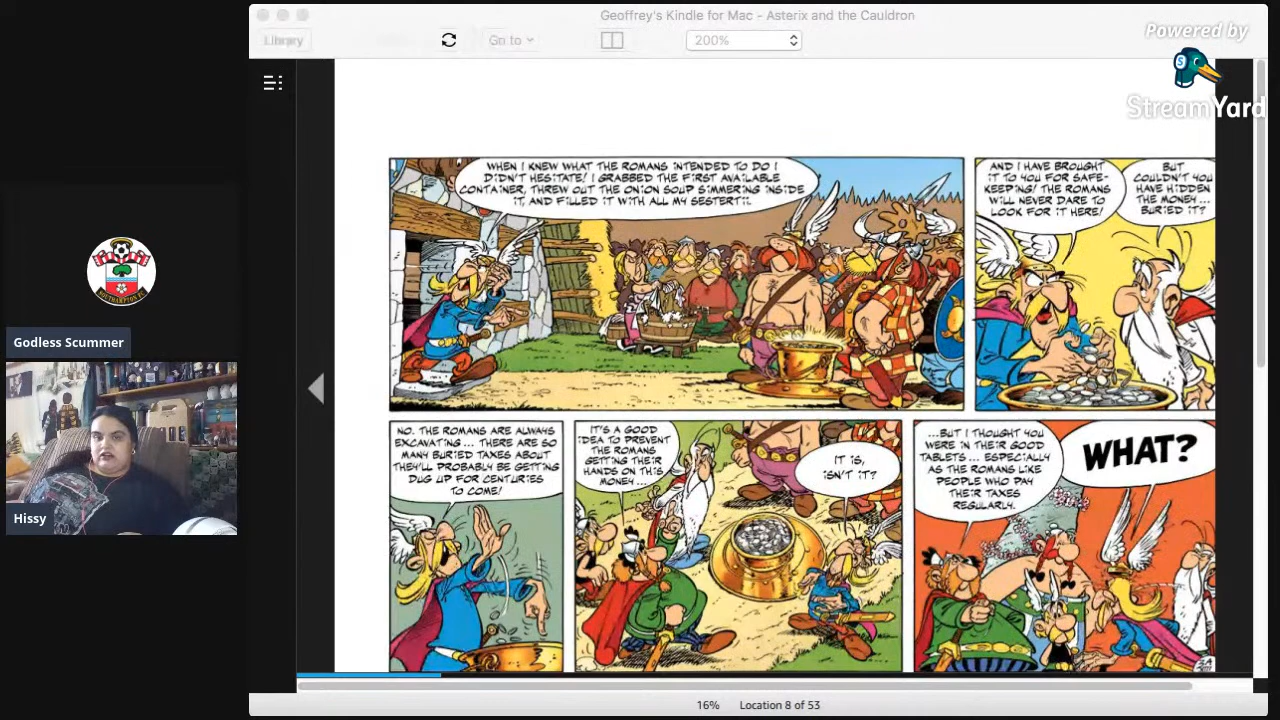 Geoffrey's Kindle for Mac - Asterix and the Cauldron
Library
Go to
200%
Powered by
StreamYard
WHEN I KNEW WHAT THE ROMANS INTENDED TO DO I
DIDN'T HESITATE! I GRABBED THE FIRST AVAILABLE
CONTAINER, THREW OUT THE ONION SOUP SIMMERING INSIDE
IT, AND FILLED IT WITH ALL MY SESTERTII.
AND I HAVE BROUGHT
IT TO YOU FOR SAFE-
KEEPING! THE ROMANS
WILL NEVER DARE TO
LOOK FOR IT HERE!
BUT
COULDN'T YOU
HAVE HIDDEN
THE MONEY...
BURIED IT?
NO. THE ROMANS ARE ALWAYS
EXCAVATING... THERE ARE SO
MANY BURIED TAXES ABOUT
THEY'LL PROBABLY BE GETTING
DUG UP FOR CENTURIES
TO COME!
IT'S A GOOD
IDEA TO PREVENT
THE ROMANS
GETTING THEIR
HANDS ON THIS
MONEY...
IT IS,
ISN'T IT?
...BUT I THOUGHT YOU
WERE IN THEIR GOOD
TABLETS... ESPECIALLY
AS THE ROMANS LIKE
PEOPLE WHO PAY
THEIR TAXES
REGULARLY.
WHAT?
SOUTHAMPTON FC
Godless Scummer
Hissy
16%
Location 8 of 53